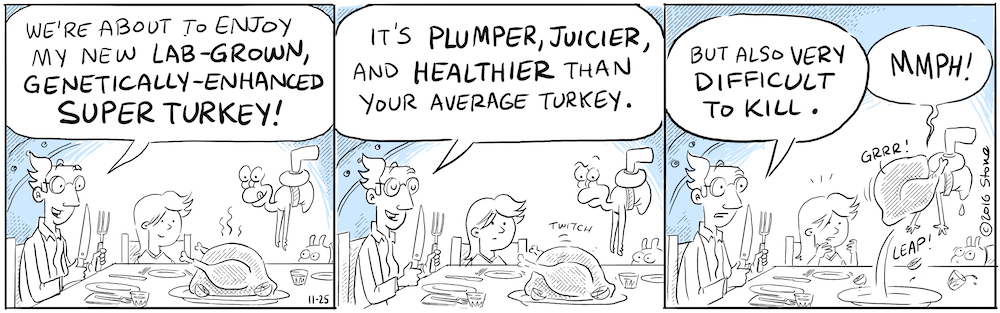 WE'RE ABOUT TO ENJOY
MY NEW LAB-GROWN,
GENETICALLY-ENHANCED
SUPER TURKEY!
11-25
IT'S PLUMPER, JUICIER,
AND HEALTHIER THAN
YOUR AVERAGE TURKEY.
TWITCH
BUT ALSO VERY
DIFFICULT
TO KILL.
MMPH!
GRRR!
LEAP!
©2016 Stone